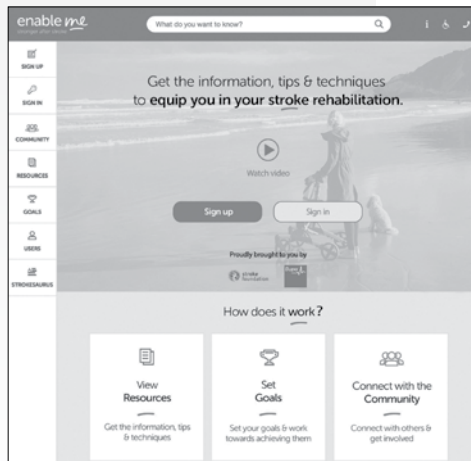 enable me
stronger after stroke
What do you want to know?
SIGN UP
SIGN IN
COMMUNITY
RESOURCES
GOALS
USERS
STROKESAURUS
Get the information, tips & techniques
to equip you in your stroke rehabilitation.
Watch video
Sign up
Sign in
Proudly brought to you by
stroke
foundation
How does it work?
View
Resources
Get the information, tips
& techniques
Set
Goals
Set your goals & work
towards achieving them
Connect with the
Community
Connect with others &
get involved